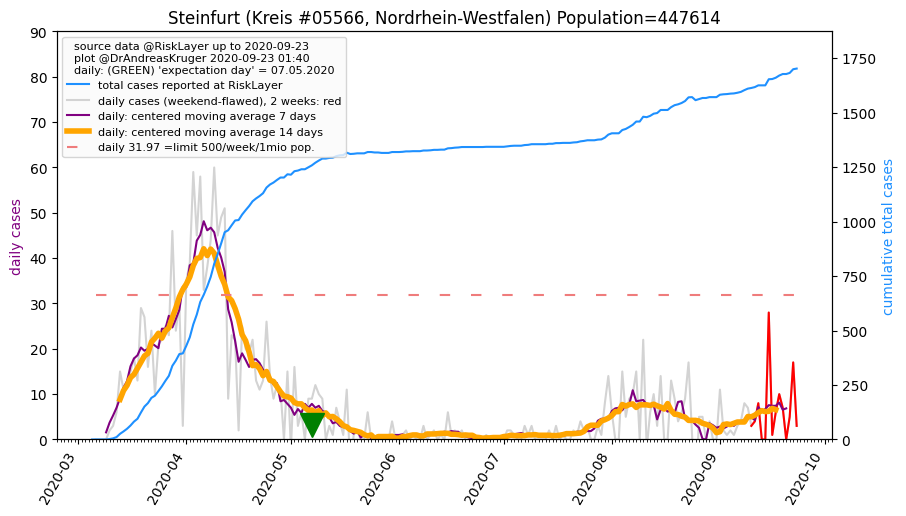 Steinfurt (Kreis #05566, Nordrhein-Westfalen) Population=447614
source data @RiskLayer up to 2020-09-23
plot @DrAndreasKruger 2020-09-23 01:40
daily: (GREEN) 'expectation day' = 07.05.2020
total cases reported at RiskLayer
daily cases (weekend-flawed), 2 weeks: red
daily: centered moving average 7 days
daily: centered moving average 14 days
daily 31.97 =limit 500/week/1mio pop.
daily cases
90
80
70
60
50
40
30
20
10
0
cumulative total cases
1750
1500
1250
1000
750
500
250
0
2020-03
2020-04
2020-05
2020-06
2020-07
2020-08
2020-09
2020-10